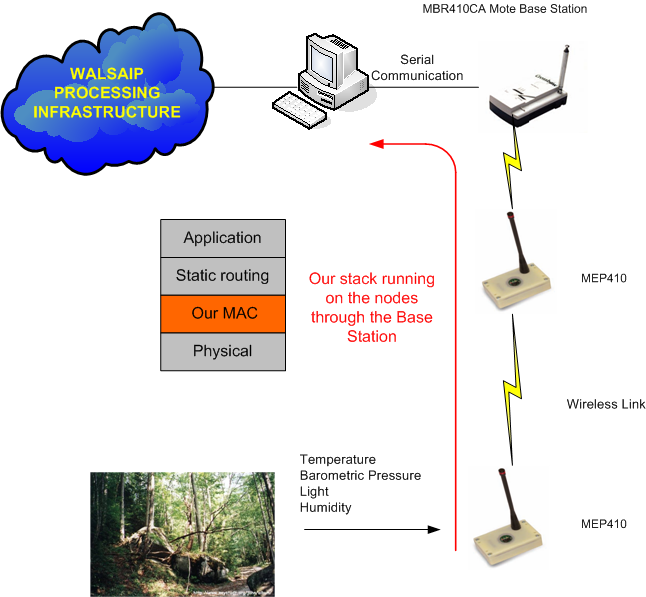 MBR410CA Mote Base Station
WALSAIP
PROCESSING
INFRASTRUCTURE
Serial
Communication
Application
Static routing
Our MAC
Physical
Our stack running
on the nodes
through the Base
Station
MEP410
Wireless Link
Temperature
Barometric Pressure
Light
Humidity
MEP410